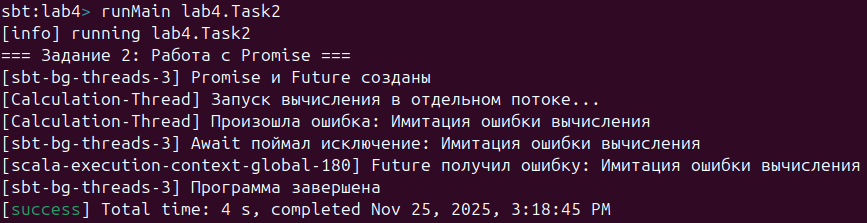 sbt:lab4> runMain lab4.Task2
[info] running lab4.Task2
=== Задание 2: Работа с Promise ===
[sbt-bg-threads-3] Promise и Future созданы
[Calculation-Thread] Запуск вычисления в отдельном потоке...
[Calculation-Thread] Произошла ошибка: Имитация ошибки вычисления
[sbt-bg-threads-3] Await поймал исключение: Имитация ошибки вычисления
[scala-execution-context-global-180] Future получил ошибку: Имитация ошибки вычисления
[sbt-bg-threads-3] Программа завершена
[success] Total time: 4 s, completed Nov 25, 2025, 3:18:45 PM